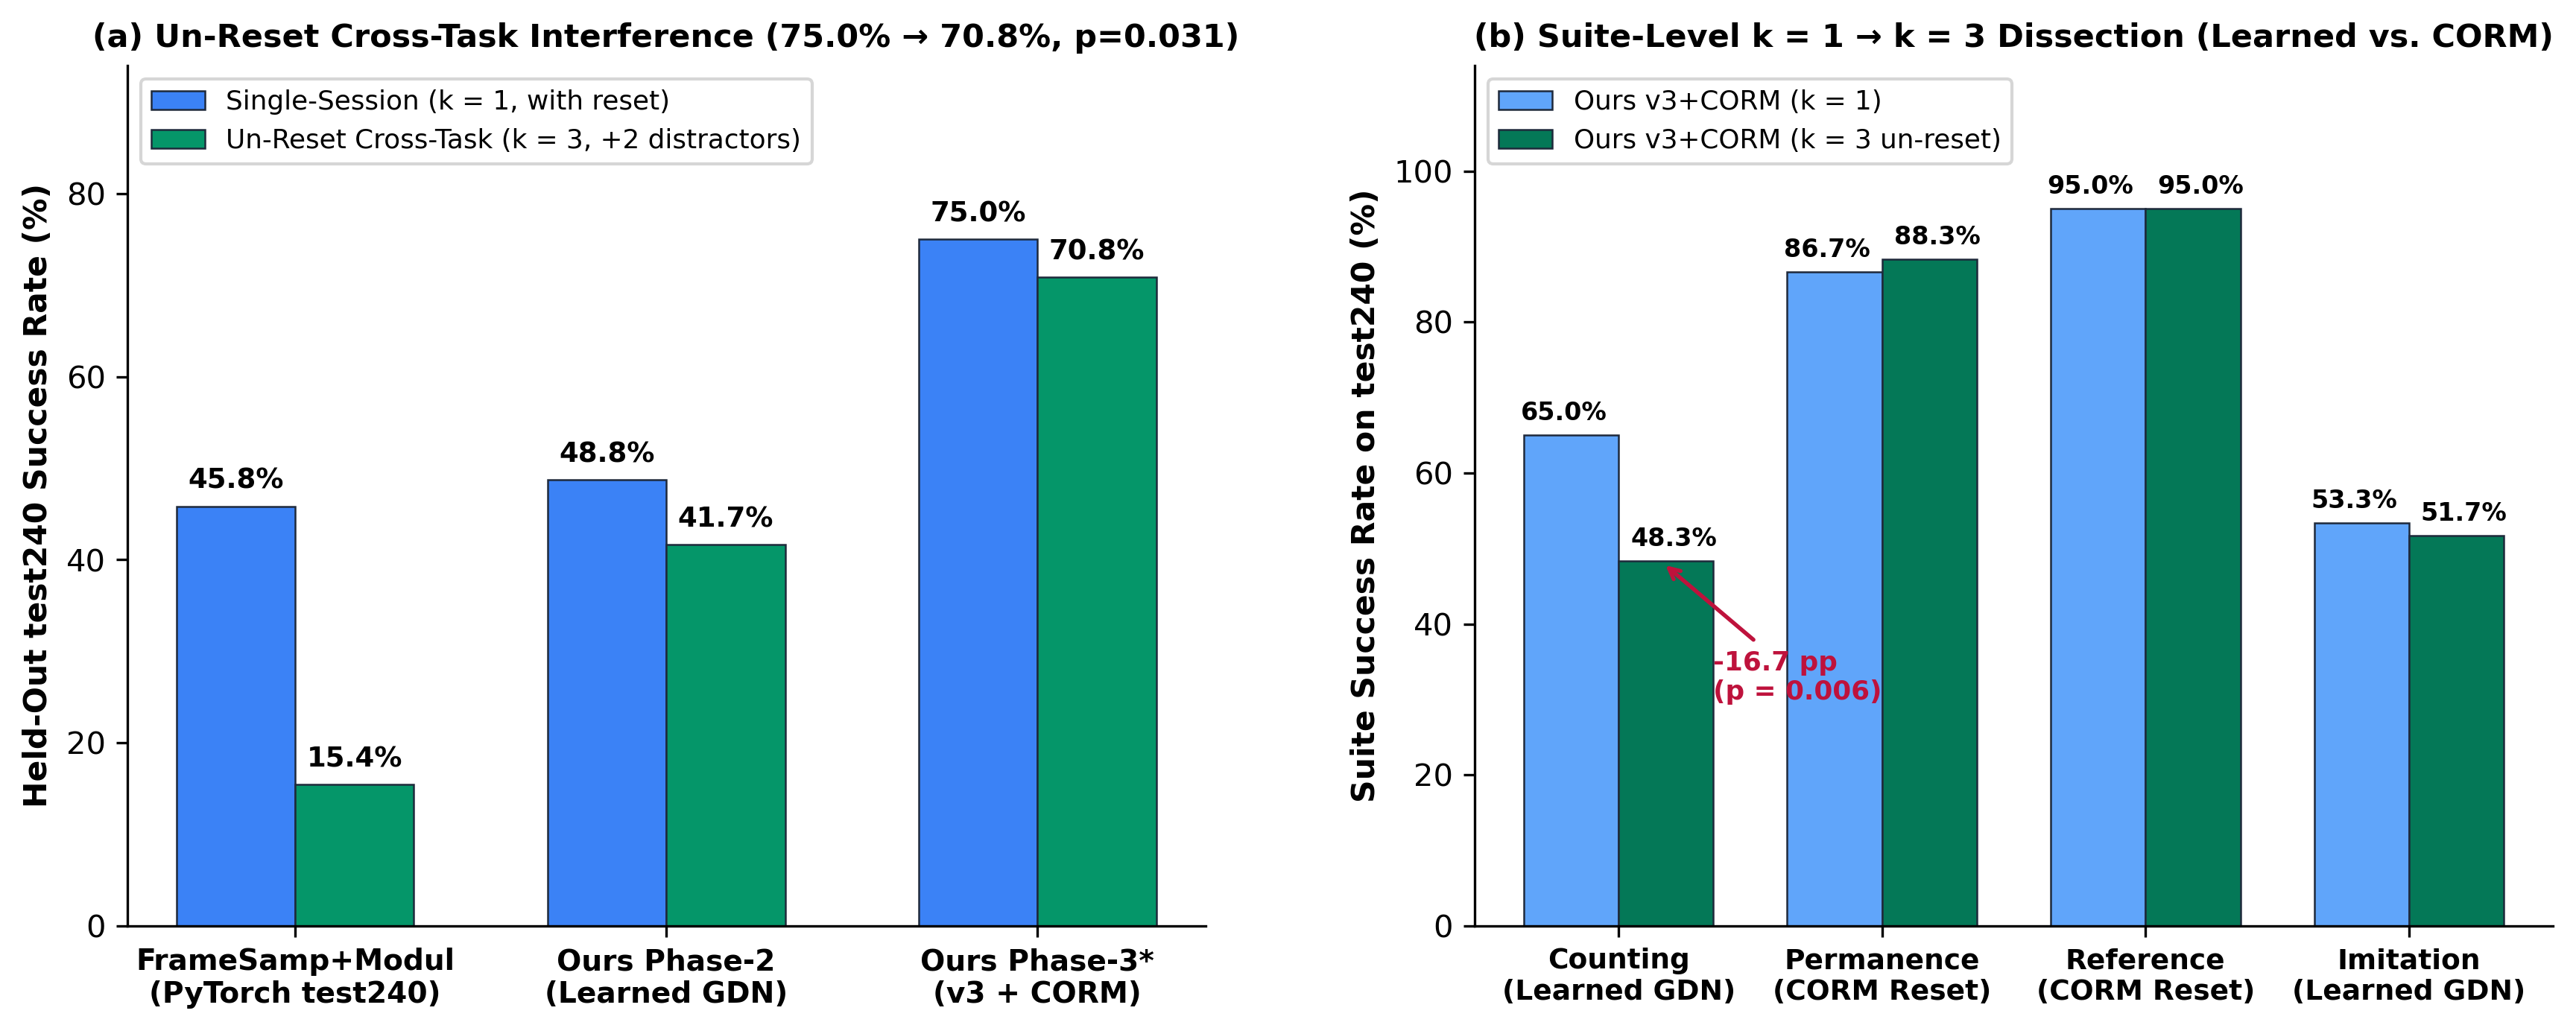 (a) Un-Reset Cross-Task Interference (75.0% → 70.8%, p=0.031)
Single-Session (k = 1, with reset)
Un-Reset Cross-Task (k = 3, +2 distractors)
Held-Out test240 Success Rate (%)
80
60
40
20
0
45.8%
15.4%
48.8%
41.7%
75.0%
70.8%
FrameSamp+Modul
(PyTorch test240)
Ours Phase-2
(Learned GDN)
Ours Phase-3*
(v3 + CORM)
(b) Suite-Level k = 1 → k = 3 Dissection (Learned vs. CORM)
Ours v3+CORM (k = 1)
Ours v3+CORM (k = 3 un-reset)
Suite Success Rate on test240 (%)
100
80
60
40
20
0
65.0%
48.3%
86.7%
88.3%
95.0%
95.0%
53.3%
51.7%
-16.7 pp
(p = 0.006)
Counting
(Learned GDN)
Permanence
(CORM Reset)
Reference
(CORM Reset)
Imitation
(Learned GDN)